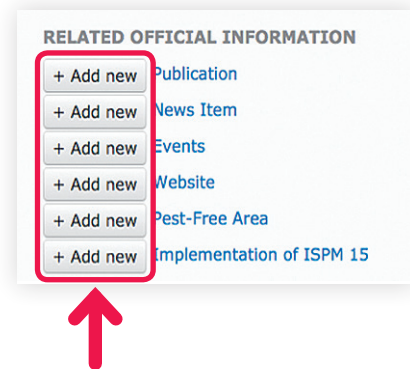 RELATED OFFICIAL INFORMATION
+ Add new Publication
+ Add new News Item
+ Add new Events
+ Add new Website
+ Add new Pest-Free Area
+ Add new Implementation of ISPM 15